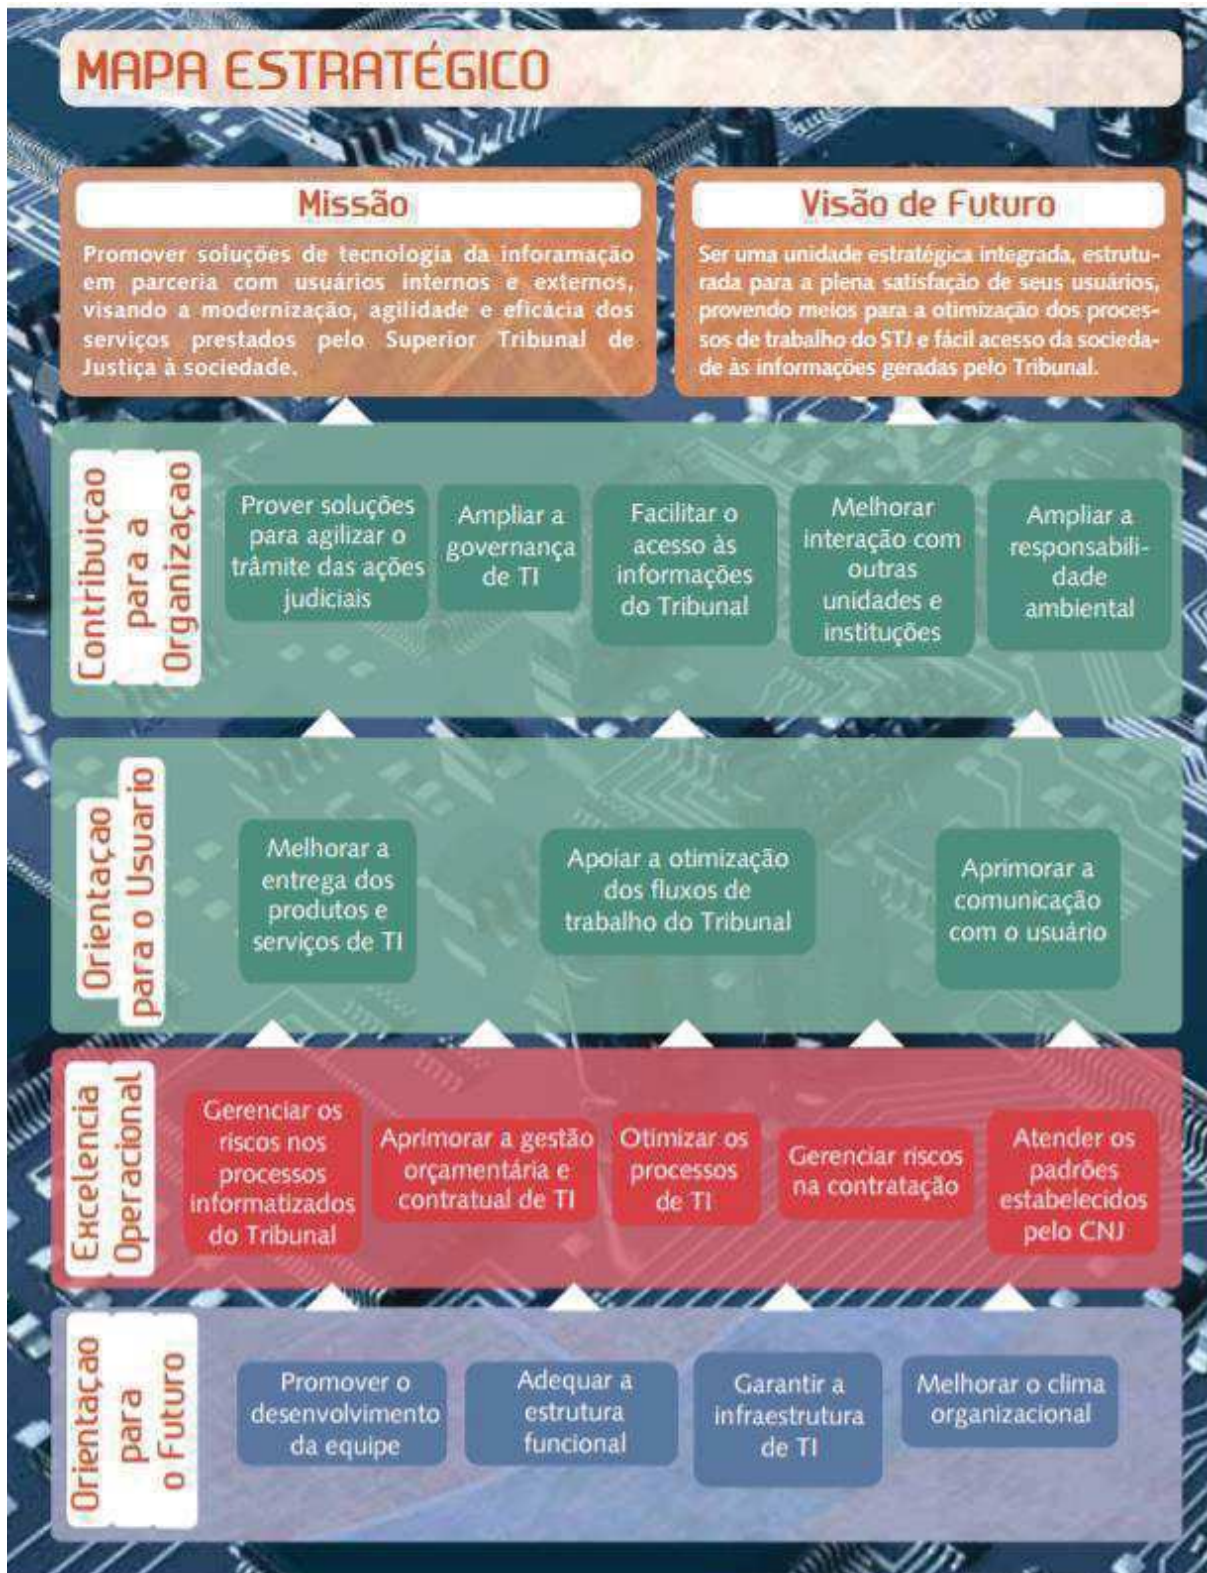 MAPA ESTRATÉGICO
Missão
Promover soluções de tecnologia da inforamação
em parceria com usuários internos e externos,
visando a modernização, agilidade e eficácia dos
serviços prestados pelo Superior Tribunal de
Justiça à sociedade.
Visão de Futuro
Ser uma unidade estratégica integrada, estrutu-
rada para a plena satisfação de seus usuários,
provendo meios para a otimização dos proces-
sos de trabalho do STJ e fácil acesso da socieda-
de às informações geradas pelo Tribunal.
Contribuiçao
para a
Organizaçao
Prover soluções
para agilizar o
trâmite das ações
judiciais
Ampliar a
governança
de TI
Facilitar o
acesso às
informações
do Tribunal
Melhorar
interação com
outras
unidades e
instituções
Ampliar a
responsabili-
dade
ambiental
Orientaçao
para o Usuario
Melhorar a
entrega dos
produtos e
serviços de TI
Apoiar a otimização
dos fluxos de
trabalho do Tribunal
Aprimorar a
comunicação
com o usuário
Excelencia
Operacional
Gerenciar os
riscos nos
processos
informatizados
do Tribunal
Aprimorar a gestão
orçamentária e
contratual de TI
Otimizar os
processos
de TI
Gerenciar riscos
na contratação
Atender os
padrões
estabelecidos
pelo CNJ
Orientaçao
para
o Futuro
Promover o
desenvolvimento
da equipe
Adequar a
estrutura
funcional
Garantir a
infraestrutura
de TI
Melhorar o clima
organizacional